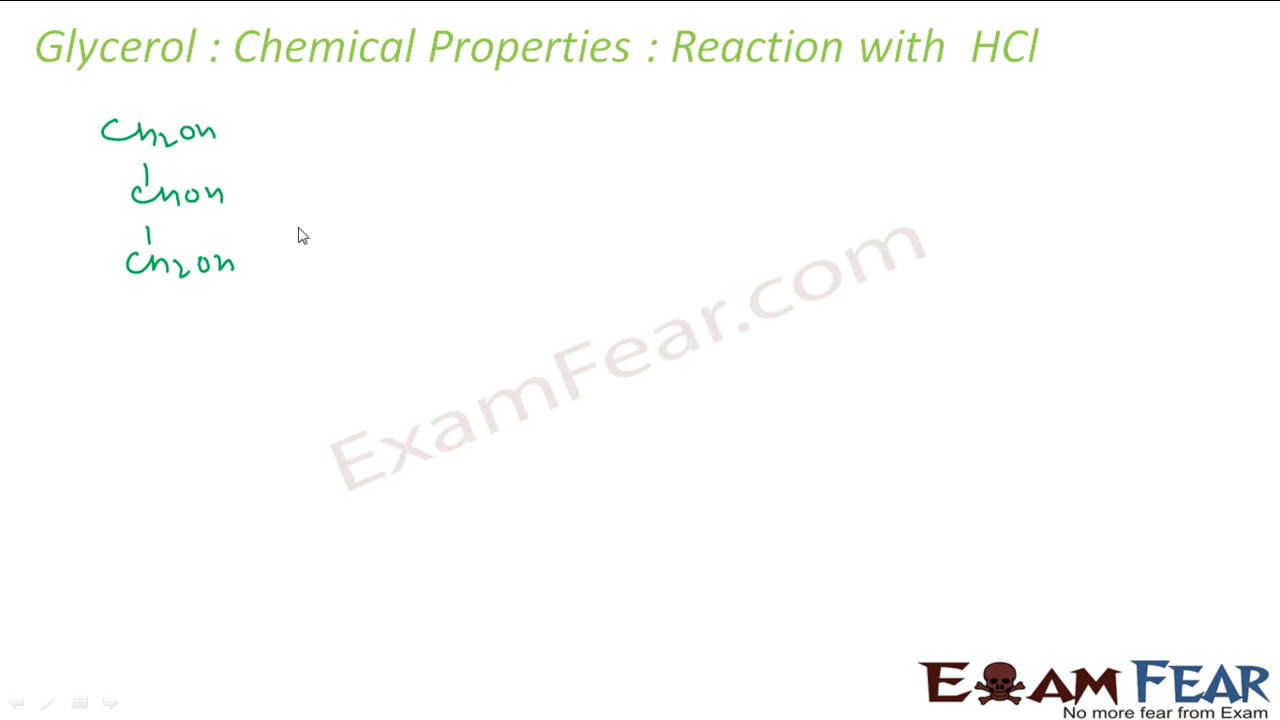 Glycerol : Chemical Properties : Reaction with HCl
CH2OH
CHOH
CH2OH
ExamFear.com
EXAM FEAR
No more fear from Exam